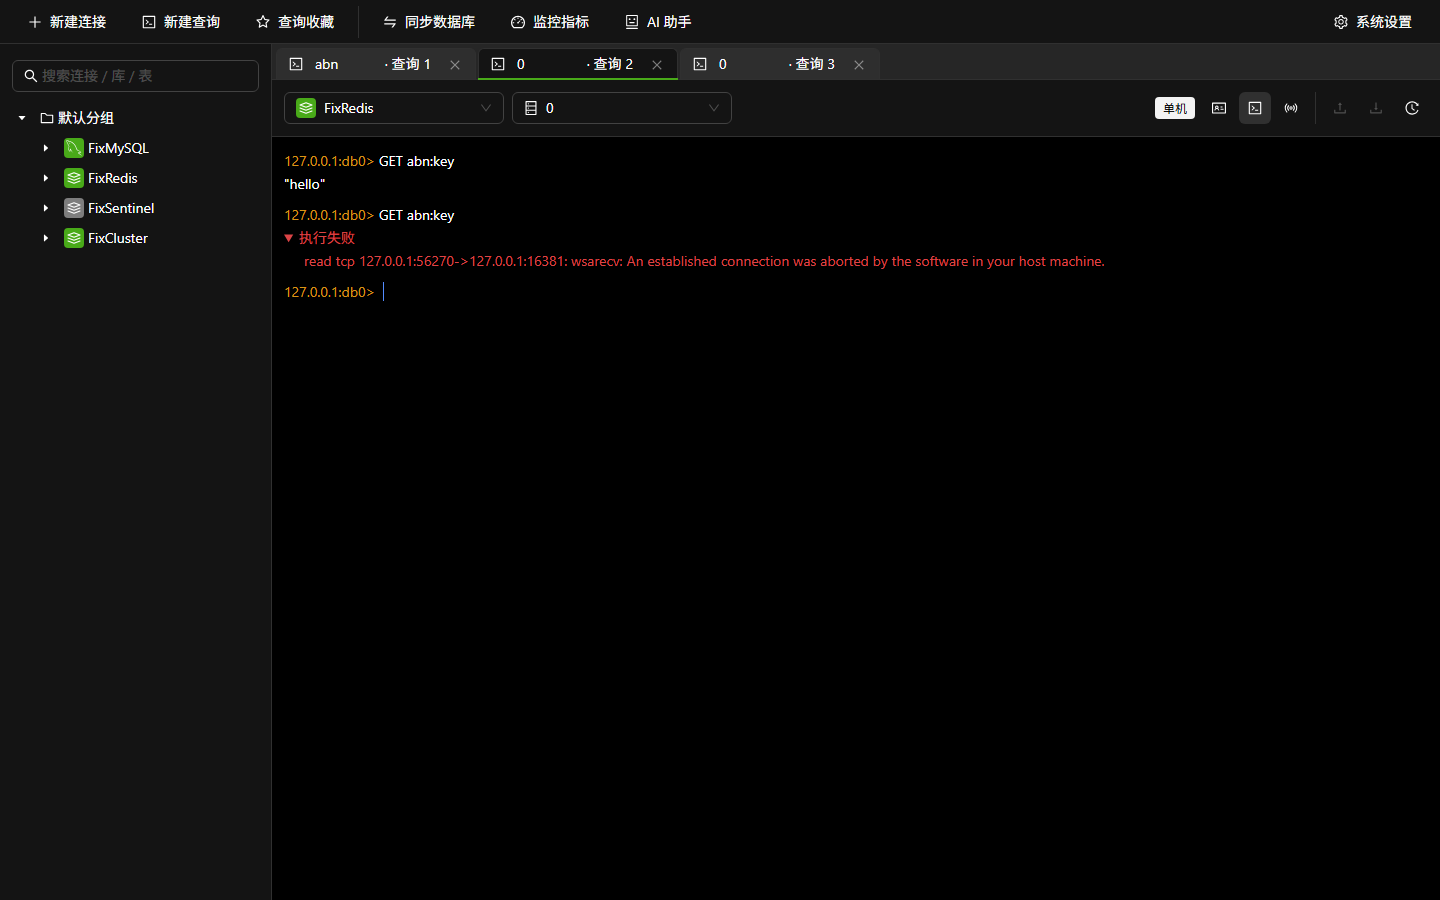 新建连接 新建查询 查询收藏 同步数据库 监控指标 AI 助手 系统设置
搜索连接 / 库 / 表
abn · 查询 1 0 · 查询 2 0 · 查询 3
FixRedis 0 单机
默认分组
FixMySQL
FixRedis
FixSentinel
FixCluster
127.0.0.1:db0> GET abn:key
"hello"
127.0.0.1:db0> GET abn:key
执行失败
read tcp 127.0.0.1:56270->127.0.0.1:16381: wsarecv: An established connection was aborted by the software in your host machine.
127.0.0.1:db0>